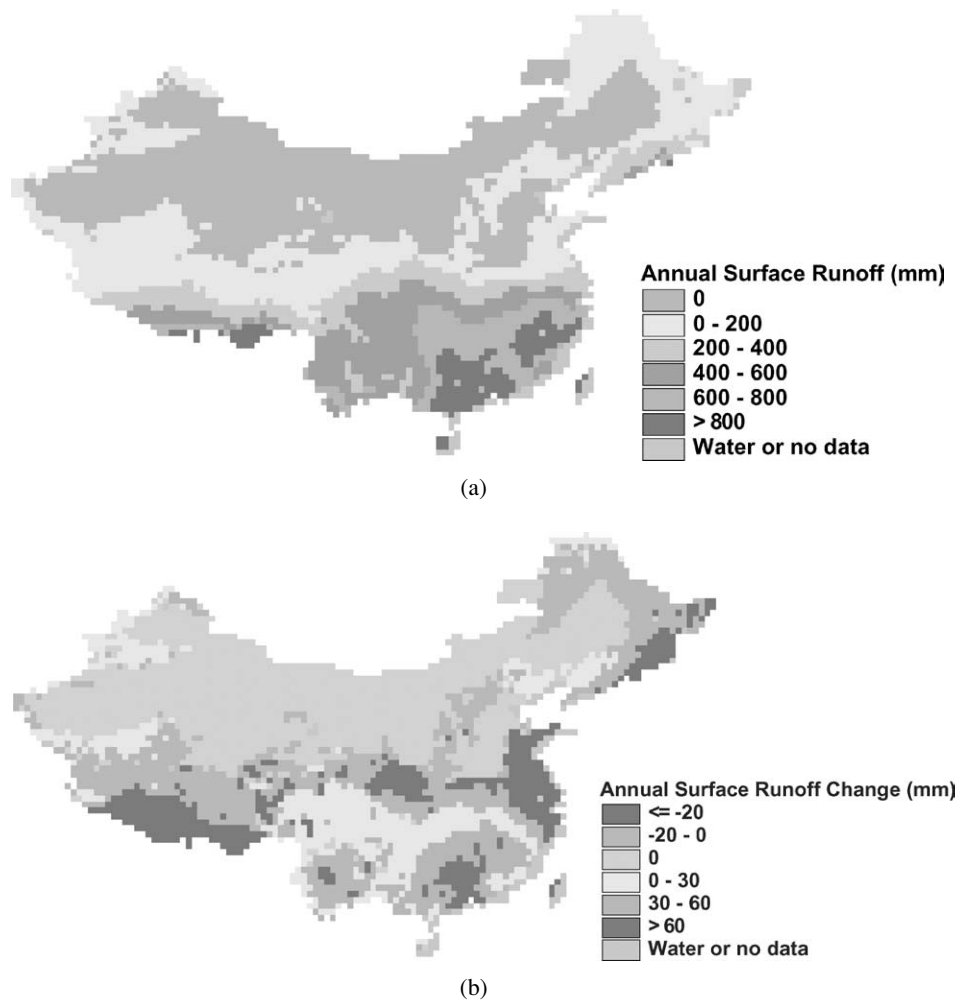 Annual Surface Runoff (mm)
0
0 - 200
200 - 400
400 - 600
600 - 800
> 800
Water or no data
(a)
Annual Surface Runoff Change (mm)
<= -20
-20 - 0
0
0 - 30
30 - 60
> 60
Water or no data
(b)